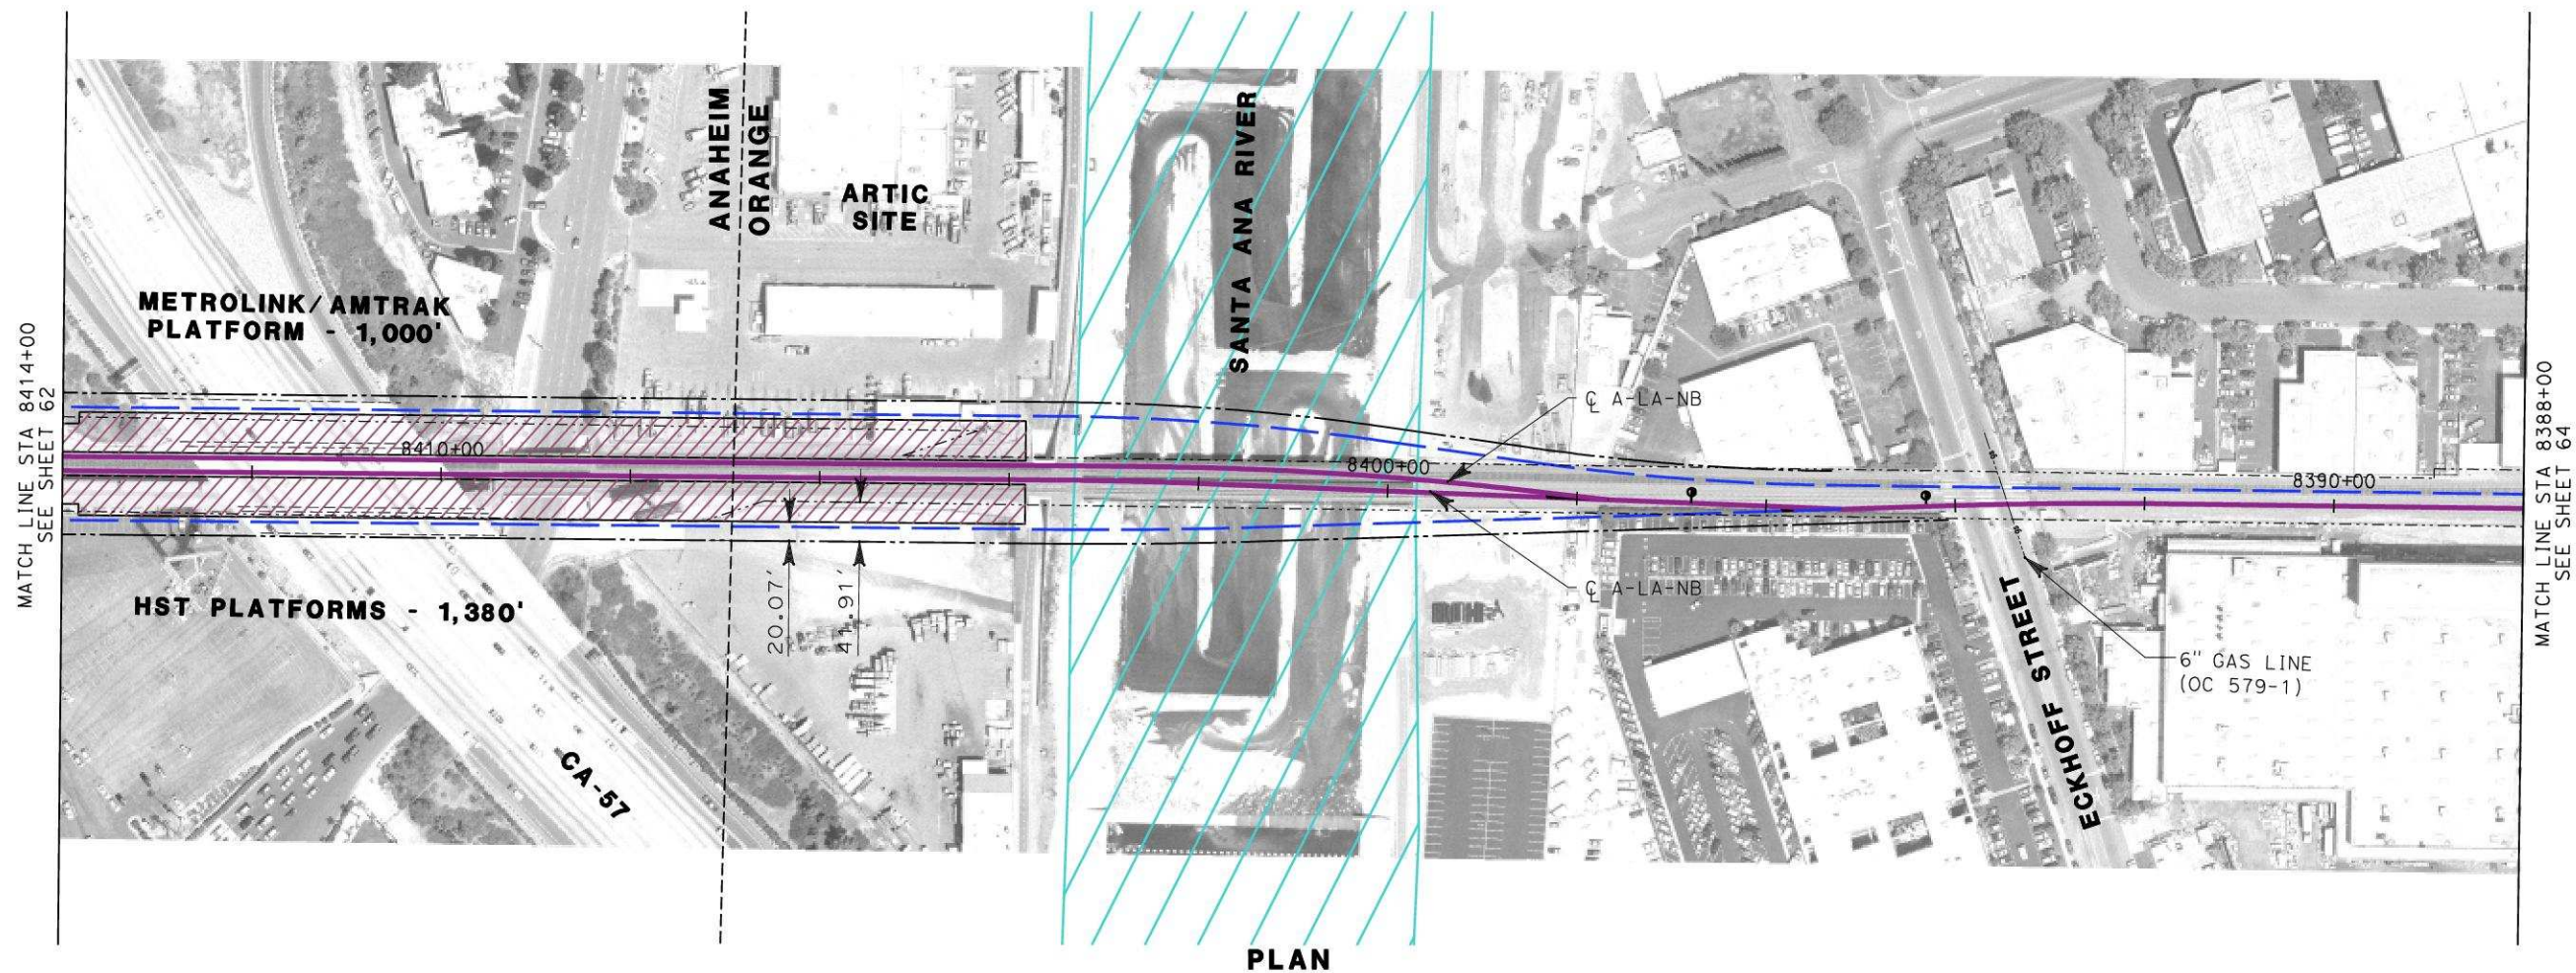 MATCH LINE STA 8414+00
SEE SHEET 62
METROLINK/AMTRAK
PLATFORM - 1,000'
8410+00
HST PLATFORMS - 1,380'
CA-57
ANAHEIM
ORANGE
ARTIC
SITE
20.07'
41.91'
SANTA ANA RIVER
8400+00
℄ A-LA-NB
℄ A-LA-NB
ECKHOFF STREET
6" GAS LINE
(OC 579-1)
8390+00
MATCH LINE STA 8388+00
SEE SHEET 64
PLAN